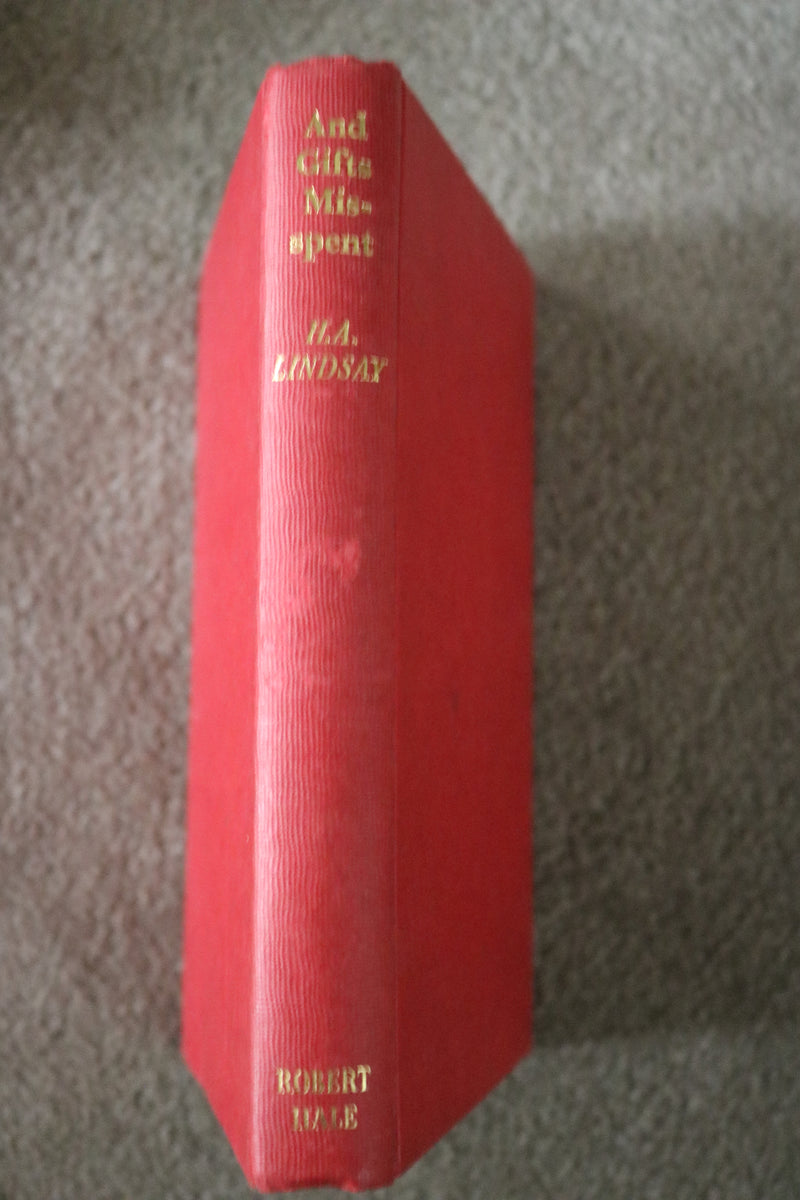 And
Gifts
Mis-
spent
H.A.
LINDSAY
ROBERT
HALE